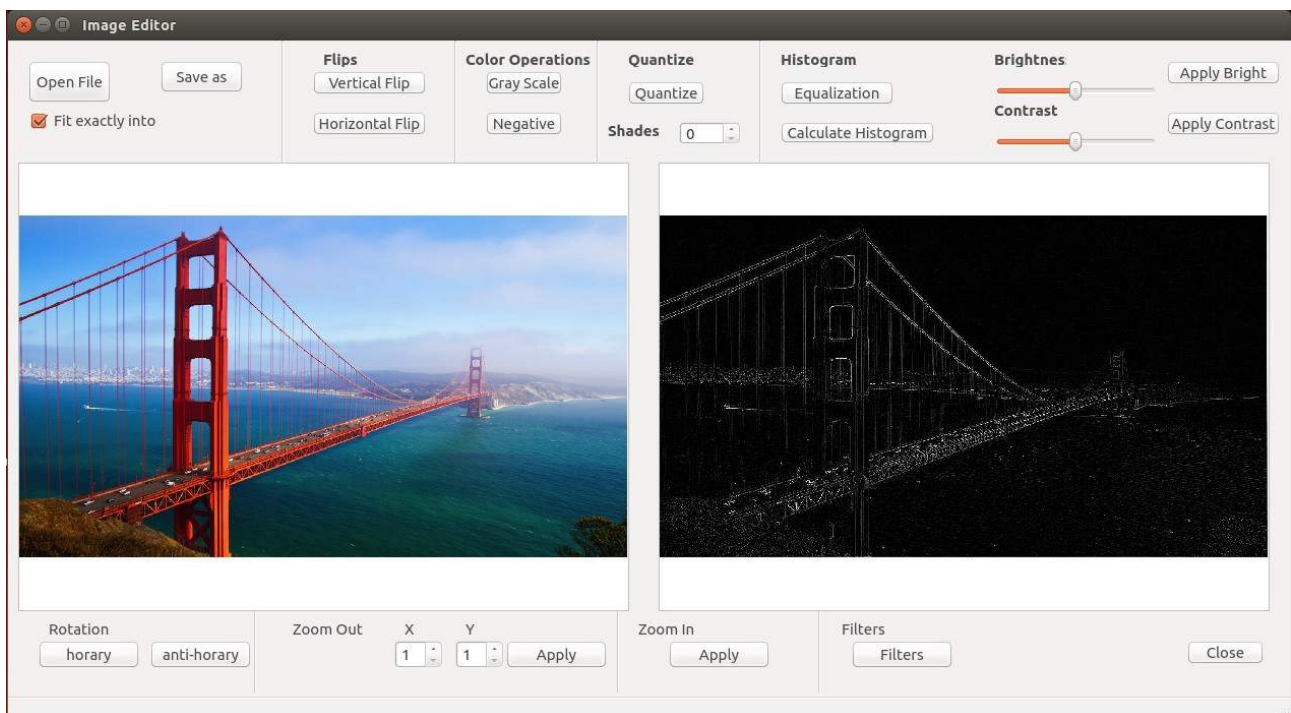 Image Editor
Open File
Save as
Fit exactly into
Flips
Vertical Flip
Horizontal Flip
Color Operations
Gray Scale
Negative
Quantize
Quantize
Shades 0
Histogram
Equalization
Calculate Histogram
Brightnes
Apply Bright
Contrast
Apply Contrast
Rotation
horary anti-horary
Zoom Out X Y
1 1 Apply
Zoom In
Apply
Filters
Filters
Close